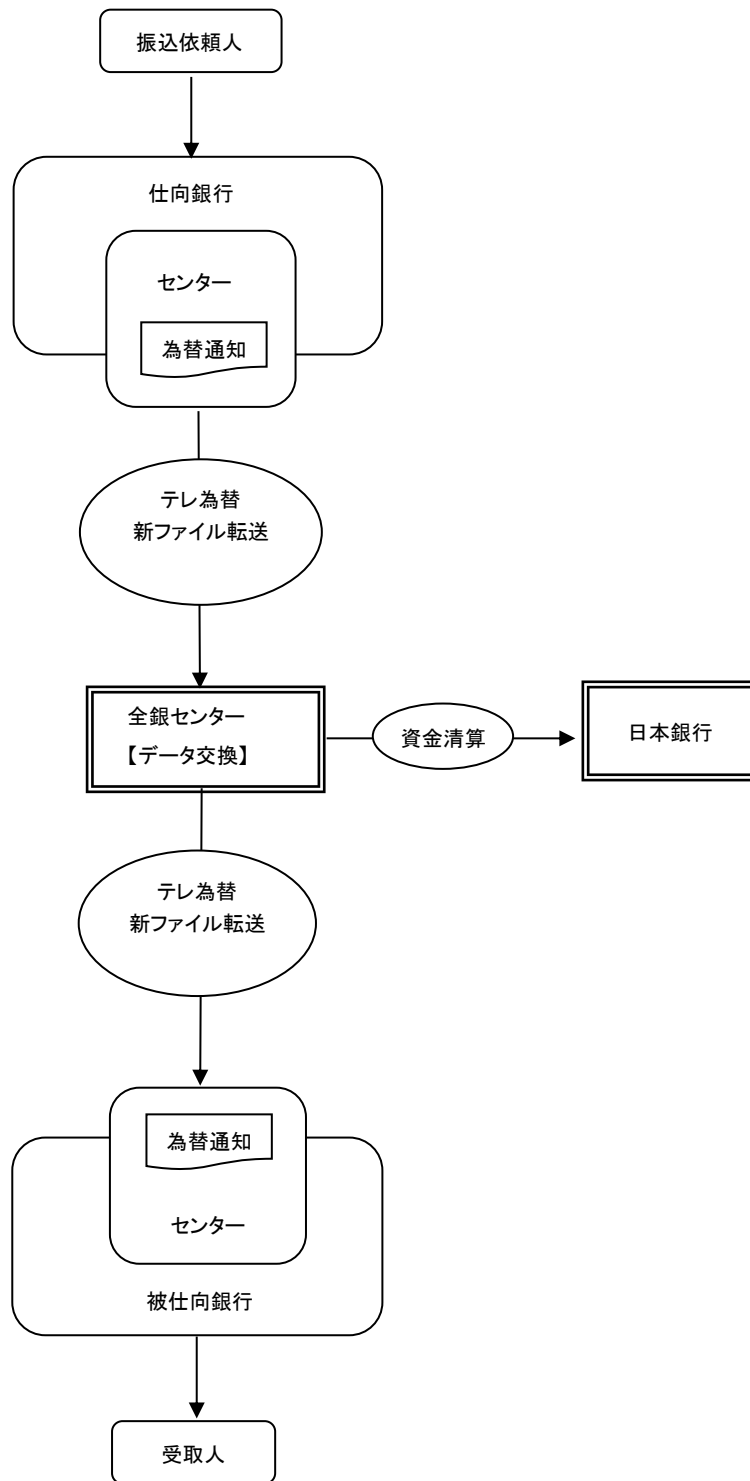 振込依頼人
仕向銀行
センター
為替通知
テレ為替
新ファイル転送
全銀センター
【データ交換】
資金清算
日本銀行
テレ為替
新ファイル転送
為替通知
センター
被仕向銀行
受取人